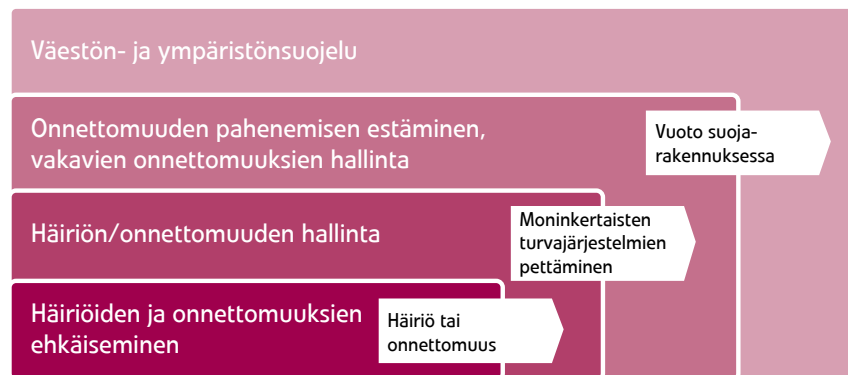 Väestön- ja ympäristönsuojelu
Onnettomuuden pahenemisen estäminen,
vakavien onnettomuuksien hallinta
Vuoto suoja-
rakennuksessa
Häiriön/onnettomuuden hallinta
Moninkertaisten
turvajärjestelmien
pettäminen
Häiriöiden ja onnettomuuksien
ehkäiseminen
Häiriö tai
onnettomuus